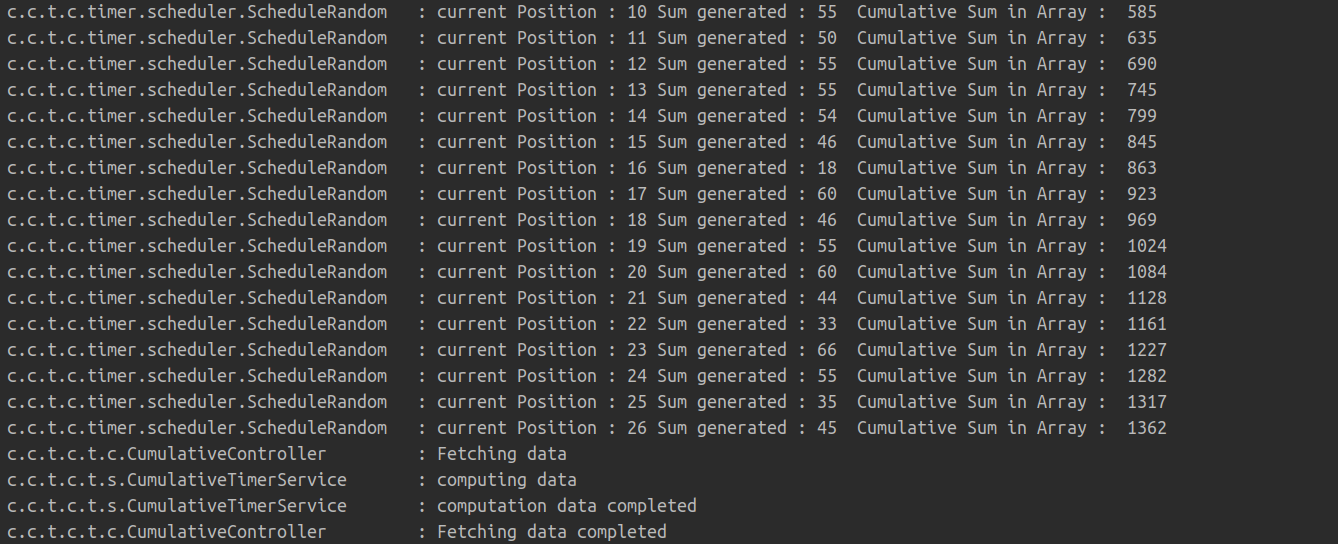 c.c.t.c.timer.scheduler.ScheduleRandom   : current Position : 10 Sum generated : 55  Cumulative Sum in Array :  585
c.c.t.c.timer.scheduler.ScheduleRandom   : current Position : 11 Sum generated : 50  Cumulative Sum in Array :  635
c.c.t.c.timer.scheduler.ScheduleRandom   : current Position : 12 Sum generated : 55  Cumulative Sum in Array :  690
c.c.t.c.timer.scheduler.ScheduleRandom   : current Position : 13 Sum generated : 55  Cumulative Sum in Array :  745
c.c.t.c.timer.scheduler.ScheduleRandom   : current Position : 14 Sum generated : 54  Cumulative Sum in Array :  799
c.c.t.c.timer.scheduler.ScheduleRandom   : current Position : 15 Sum generated : 46  Cumulative Sum in Array :  845
c.c.t.c.timer.scheduler.ScheduleRandom   : current Position : 16 Sum generated : 18  Cumulative Sum in Array :  863
c.c.t.c.timer.scheduler.ScheduleRandom   : current Position : 17 Sum generated : 60  Cumulative Sum in Array :  923
c.c.t.c.timer.scheduler.ScheduleRandom   : current Position : 18 Sum generated : 46  Cumulative Sum in Array :  969
c.c.t.c.timer.scheduler.ScheduleRandom   : current Position : 19 Sum generated : 55  Cumulative Sum in Array :  1024
c.c.t.c.timer.scheduler.ScheduleRandom   : current Position : 20 Sum generated : 60  Cumulative Sum in Array :  1084
c.c.t.c.timer.scheduler.ScheduleRandom   : current Position : 21 Sum generated : 44  Cumulative Sum in Array :  1128
c.c.t.c.timer.scheduler.ScheduleRandom   : current Position : 22 Sum generated : 33  Cumulative Sum in Array :  1161
c.c.t.c.timer.scheduler.ScheduleRandom   : current Position : 23 Sum generated : 66  Cumulative Sum in Array :  1227
c.c.t.c.timer.scheduler.ScheduleRandom   : current Position : 24 Sum generated : 55  Cumulative Sum in Array :  1282
c.c.t.c.timer.scheduler.ScheduleRandom   : current Position : 25 Sum generated : 35  Cumulative Sum in Array :  1317
c.c.t.c.timer.scheduler.ScheduleRandom   : current Position : 26 Sum generated : 45  Cumulative Sum in Array :  1362
c.c.t.c.t.c.CumulativeController         : Fetching data
c.c.t.c.t.s.CumulativeTimerService       : computing data
c.c.t.c.t.s.CumulativeTimerService       : computation data completed
c.c.t.c.t.c.CumulativeController         : Fetching data completed